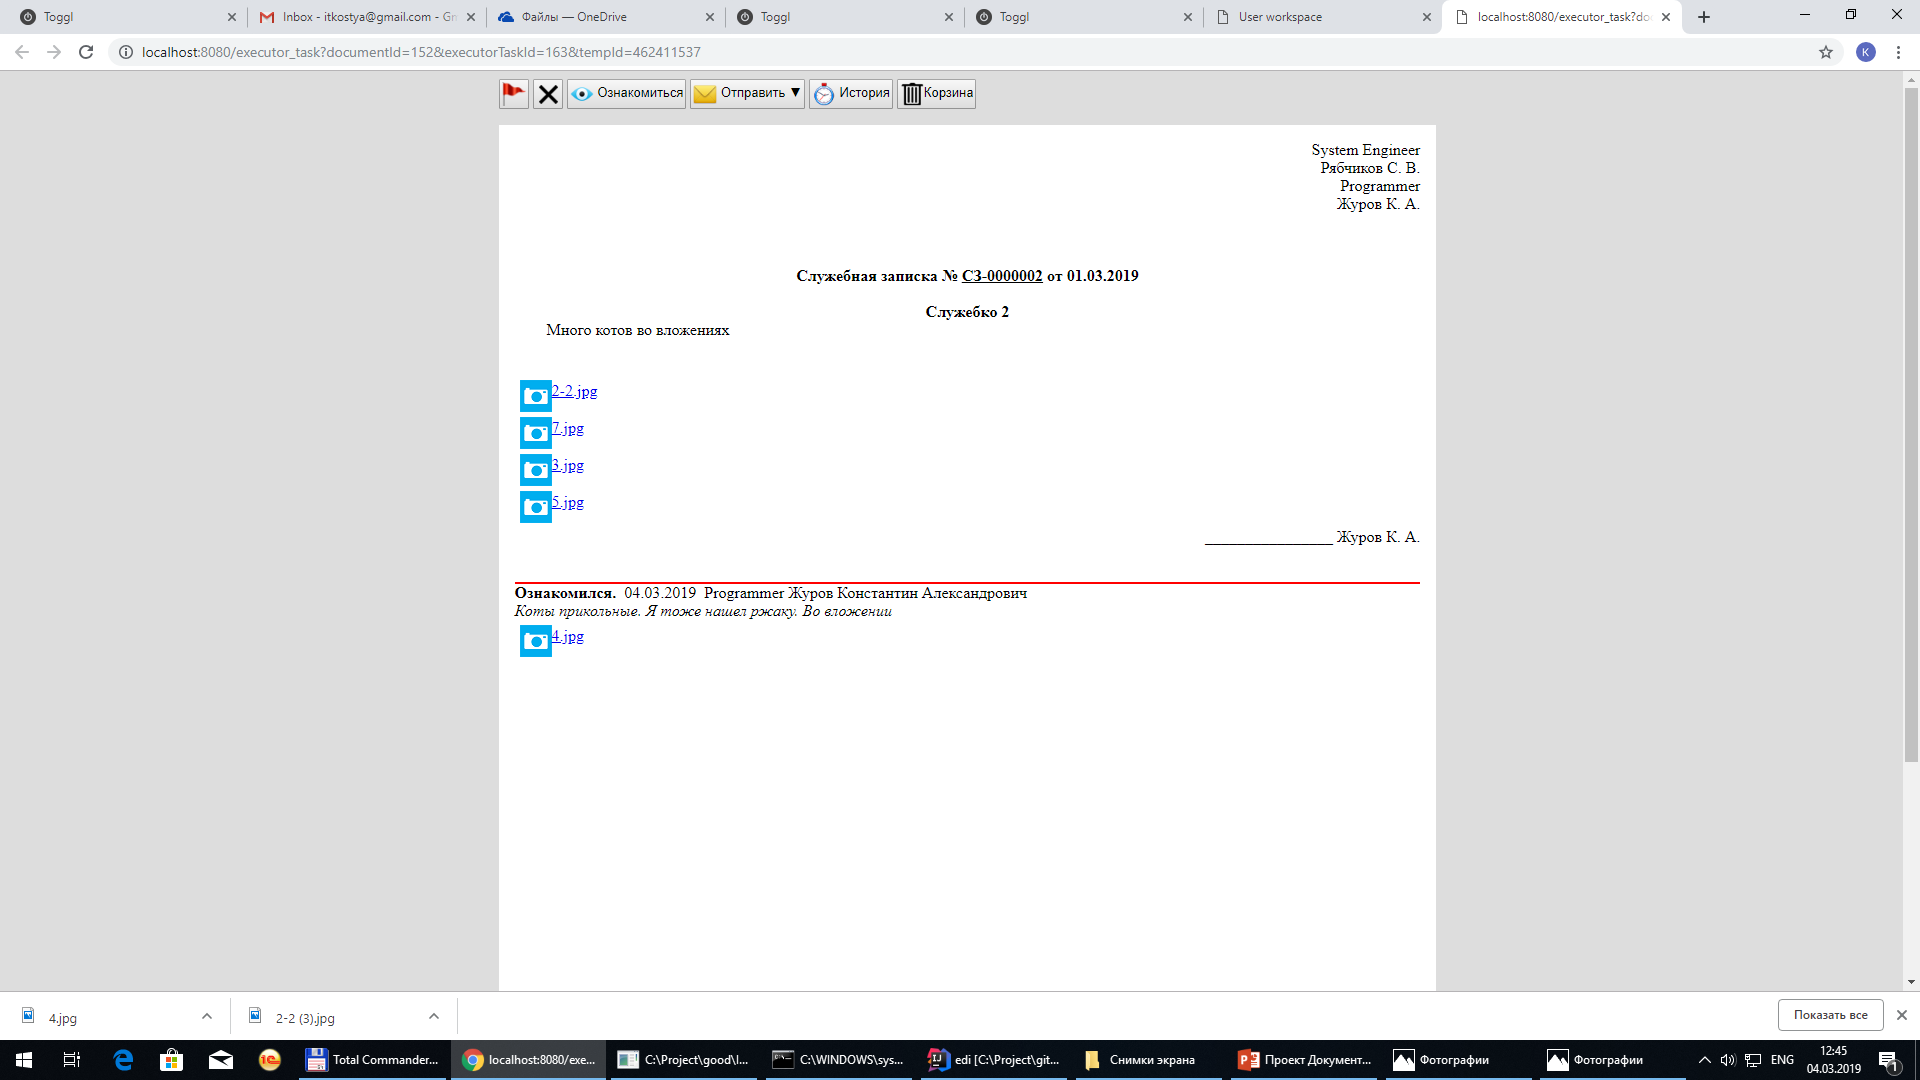 Toggl
Inbox - itkostya@gmail.com - Gm
Файлы — OneDrive
Toggl
Toggl
User workspace
localhost:8080/executor_task?do
localhost:8080/executor_task?documentId=152&executorTaskId=163&tempId=462411537
K
Ознакомиться
Отправить ▼
История
Корзина
System Engineer
Рябчиков С. В.
Programmer
Журов К. А.
Служебная записка № СЗ-0000002 от 01.03.2019
Служебко 2
Много котов во вложениях
2-2.jpg
7.jpg
3.jpg
5.jpg
________________ Журов К. А.
Ознакомился. 04.03.2019 Programmer Журов Константин Александрович
Коты прикольные. Я тоже нашел ржаку. Во вложении
4.jpg
4.jpg
2-2 (3).jpg
Показать все
Total Commander...
localhost:8080/exe...
C:\Project\good\l...
C:\WINDOWS\sys...
edi [C:\Project\git...
Снимки экрана
Проект Документ...
Фотографии
Фотографии
ENG
12:45
04.03.2019
1